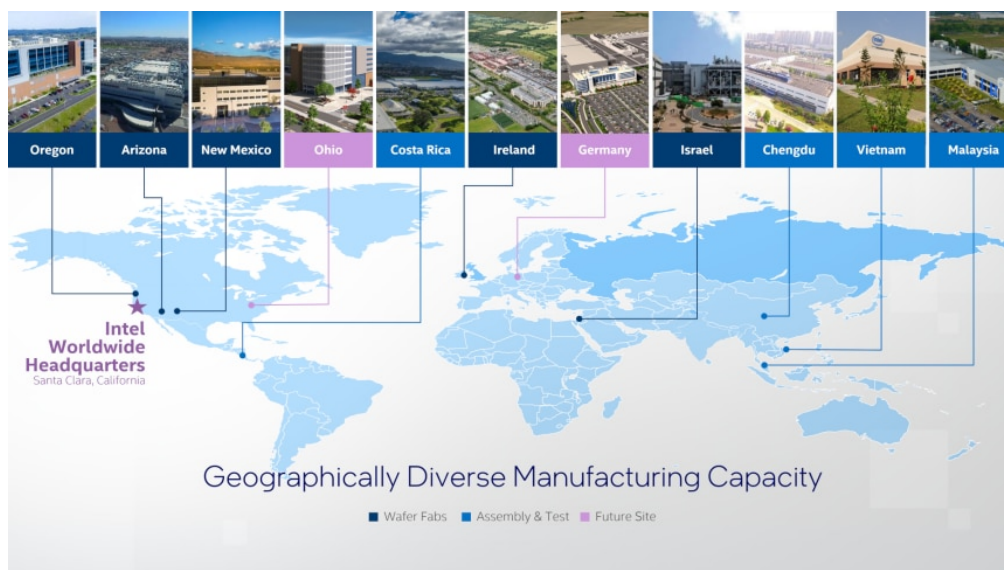 Oregon
Arizona
New Mexico
Ohio
Costa Rica
Ireland
Germany
Israel
Chengdu
Vietnam
Malaysia
Intel
Worldwide
Headquarters
Santa Clara, California
Geographically Diverse Manufacturing Capacity
Wafer Fabs
Assembly & Test
Future Site